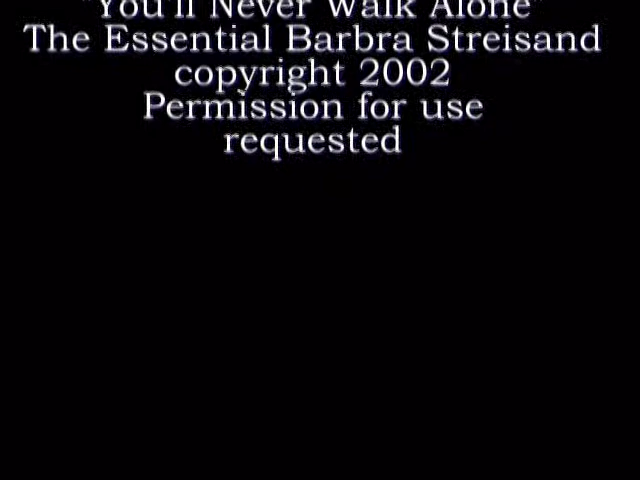 "You'll Never Walk Alone"
The Essential Barbra Streisand
copyright 2002
Permission for use
requested